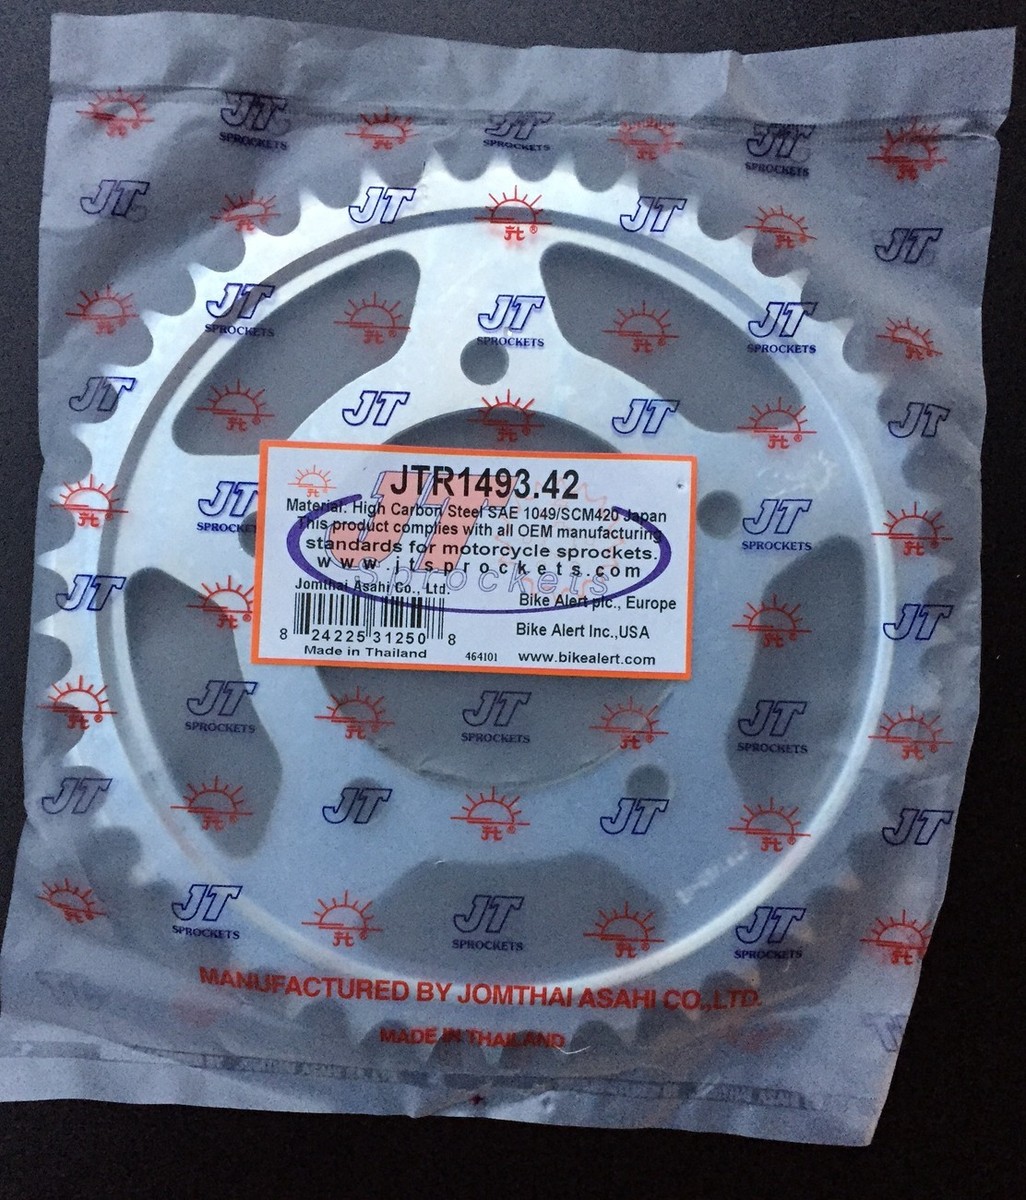 JT SPROCKETS
JT
jt®
JTR1493.42
Material: High Carbon Steel SAE 1049/SCM420 Japan
This product complies with all OEM manufacturing
standards for motorcycle sprockets.
www.jtsprockets.com
Sprockets
Jomthai Asahi Co., Ltd.
Bike Alert plc., Europe
8 24225 31250 8
Bike Alert Inc.,USA
Made in Thailand
464101
www.bikealert.com
MANUFACTURED BY JOMTHAI ASAHI CO.,LTD.
MADE IN THAILAND